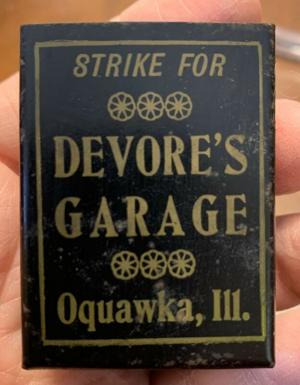 STRIKE FOR
DEVORE'S
GARAGE
Oquawka, Ill.